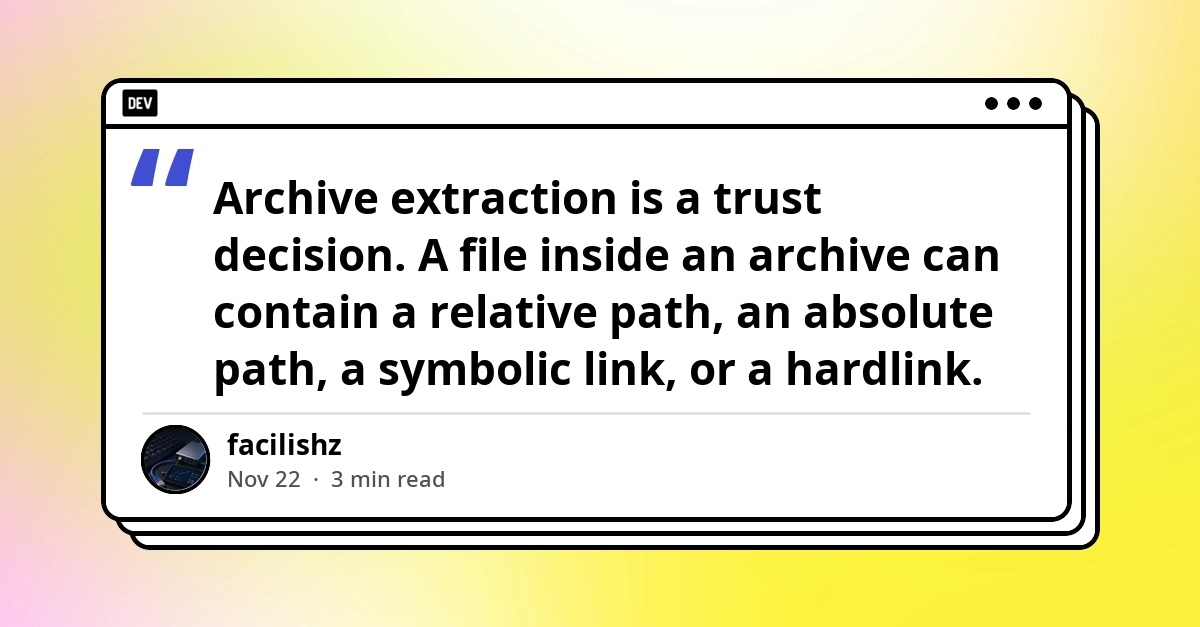 DEV
“
Archive extraction is a trust
decision. A file inside an archive can
contain a relative path, an absolute
path, a symbolic link, or a hardlink.
facilishz
Nov 22 · 3 min read